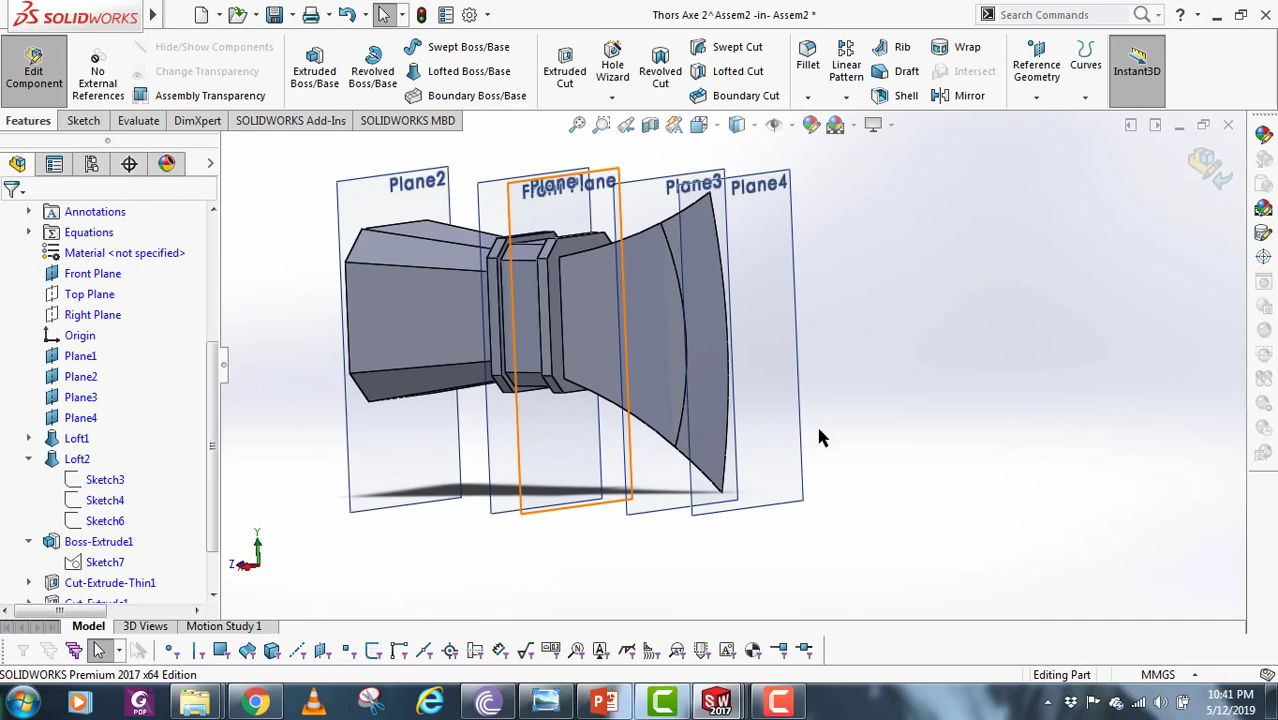 SOLIDWORKS
Thors Axe 2^Assem2 -in- Assem2 *
Search Commands
Edit Component
No External References
Hide/Show Components
Change Transparency
Assembly Transparency
Extruded Boss/Base
Revolved Boss/Base
Swept Boss/Base
Lofted Boss/Base
Boundary Boss/Base
Extruded Cut
Hole Wizard
Revolved Cut
Swept Cut
Lofted Cut
Boundary Cut
Fillet
Linear Pattern
Rib
Draft
Shell
Wrap
Intersect
Mirror
Reference Geometry
Curves
Instant3D
Features
Sketch
Evaluate
DimXpert
SOLIDWORKS Add-Ins
SOLIDWORKS MBD
Annotations
Equations
Material <not specified>
Front Plane
Top Plane
Right Plane
Origin
Plane1
Plane2
Plane3
Plane4
Loft1
Loft2
Sketch3
Sketch4
Sketch6
Boss-Extrude1
Sketch7
Cut-Extrude-Thin1
Plane2
Front Plane
Plane3
Plane4
Y
Z
Model
3D Views
Motion Study 1
SOLIDWORKS Premium 2017 x64 Edition
Editing Part
MMGS
PDF
SW
2017
10:41 PM
5/12/2019